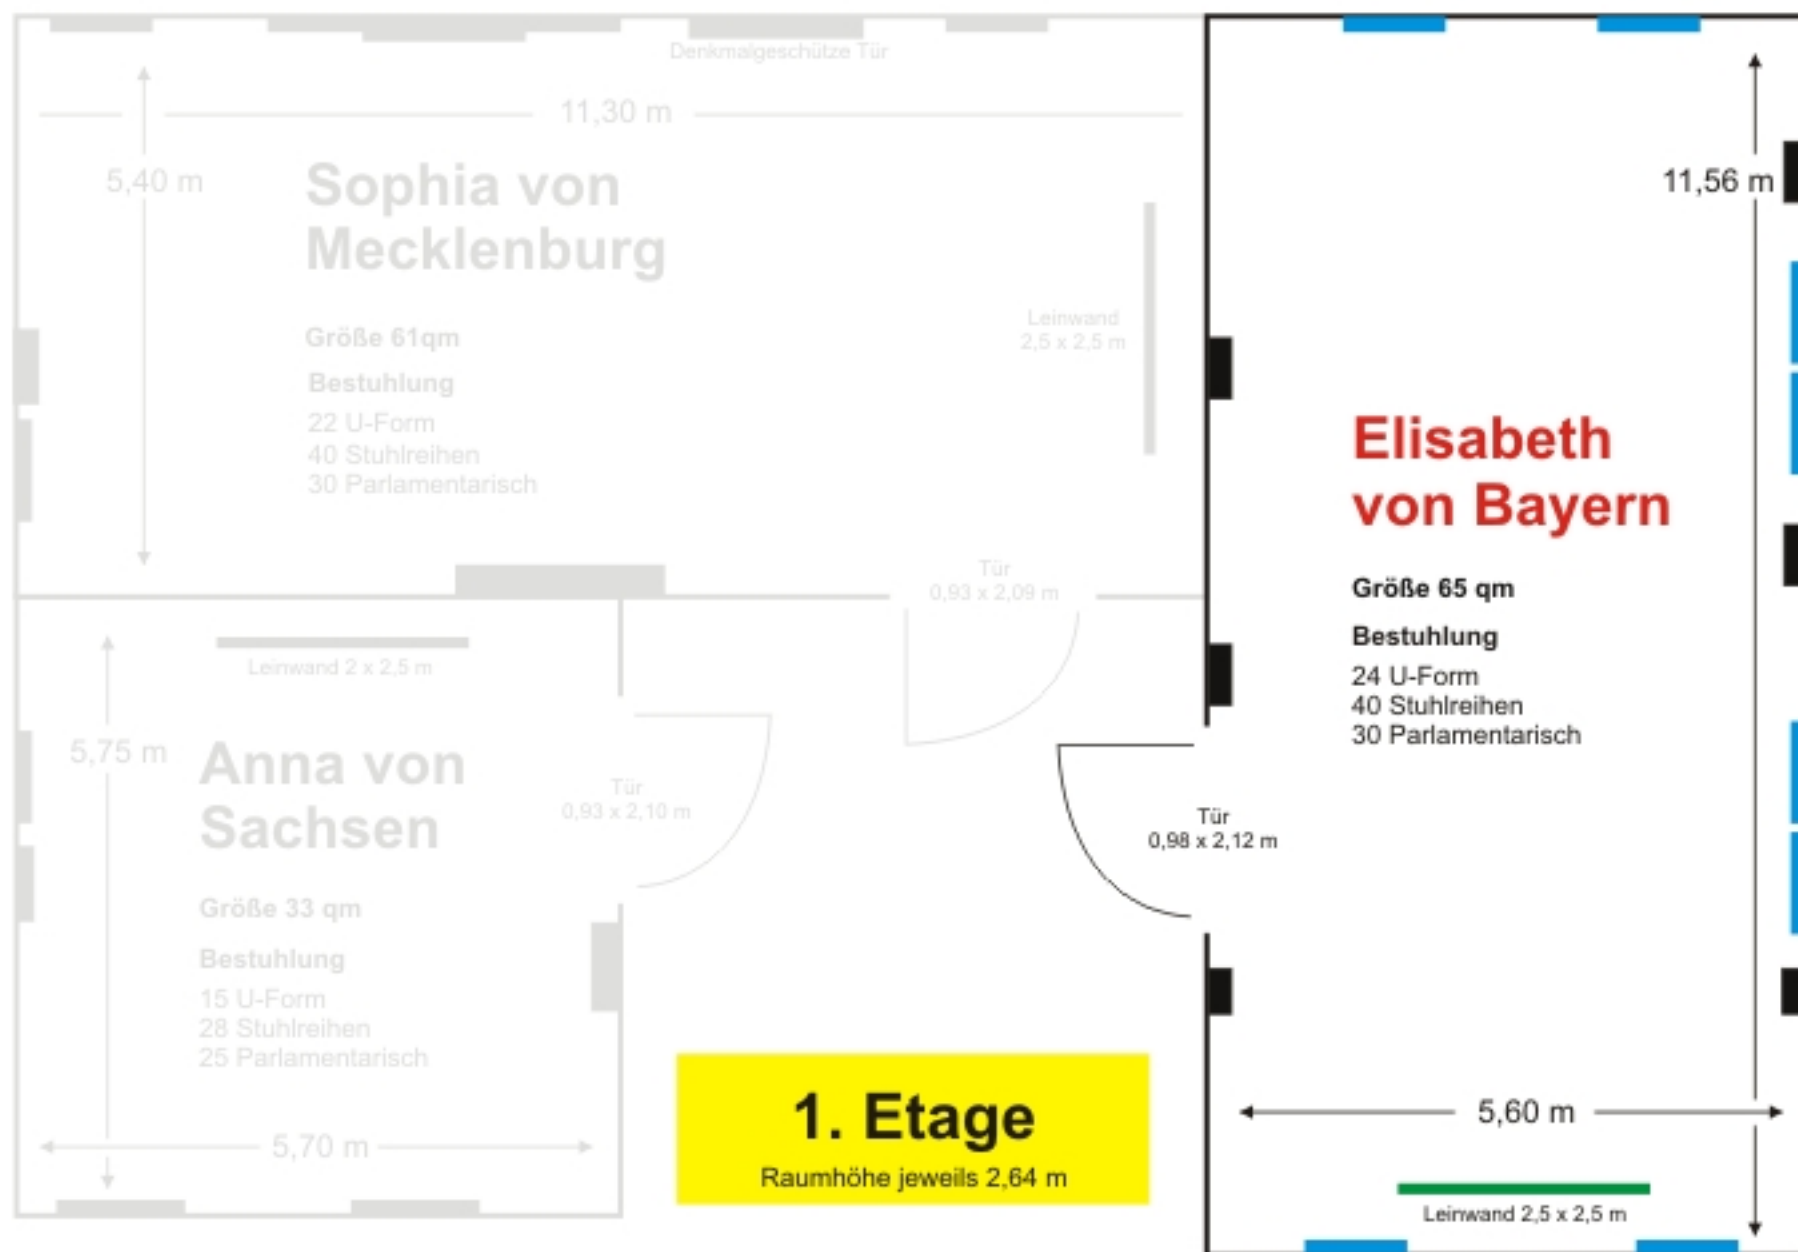 Denkmalgeschütze Tür
11,30 m
5,40 m
Sophia von
Mecklenburg
Größe 61qm
Bestuhlung
22 U-Form
40 Stuhlreihen
30 Parlamentarisch
Leinwand
2,5 x 2,5 m
Tür
0,93 x 2,09 m
11,56 m
Elisabeth
von Bayern
Größe 65 qm
Bestuhlung
24 U-Form
40 Stuhlreihen
30 Parlamentarisch
Tür
0,98 x 2,12 m
5,60 m
Leinwand 2,5 x 2,5 m
Leinwand 2 x 2,5 m
5,75 m
Anna von
Sachsen
Größe 33 qm
Bestuhlung
15 U-Form
28 Stuhlreihen
25 Parlamentarisch
Tür
0,93 x 2,10 m
5,70 m
1. Etage
Raumhöhe jeweils 2,64 m